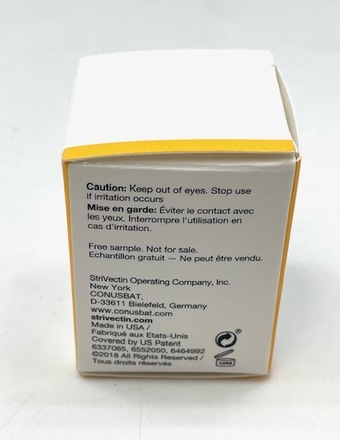 Caution: Keep out of eyes. Stop use
if irritation occurs
Mise en garde: Éviter le contact avec
les yeux. Interrompre l'utilisation en
cas d'irritation.
Free sample. Not for sale.
Echantillon gratuit — Ne peut être vendu.
StriVectin Operating Company, Inc.
New York
CONUSBAT,
D-33611 Bielefeld, Germany
www.conusbat.com
strivectin.com
Made in USA /
Fabriqué aux Etats-Unis
Covered by US Patent
6337065, 6552050, 6464992
©2018 All Rights Reserved /
Tous droits réservés
12M